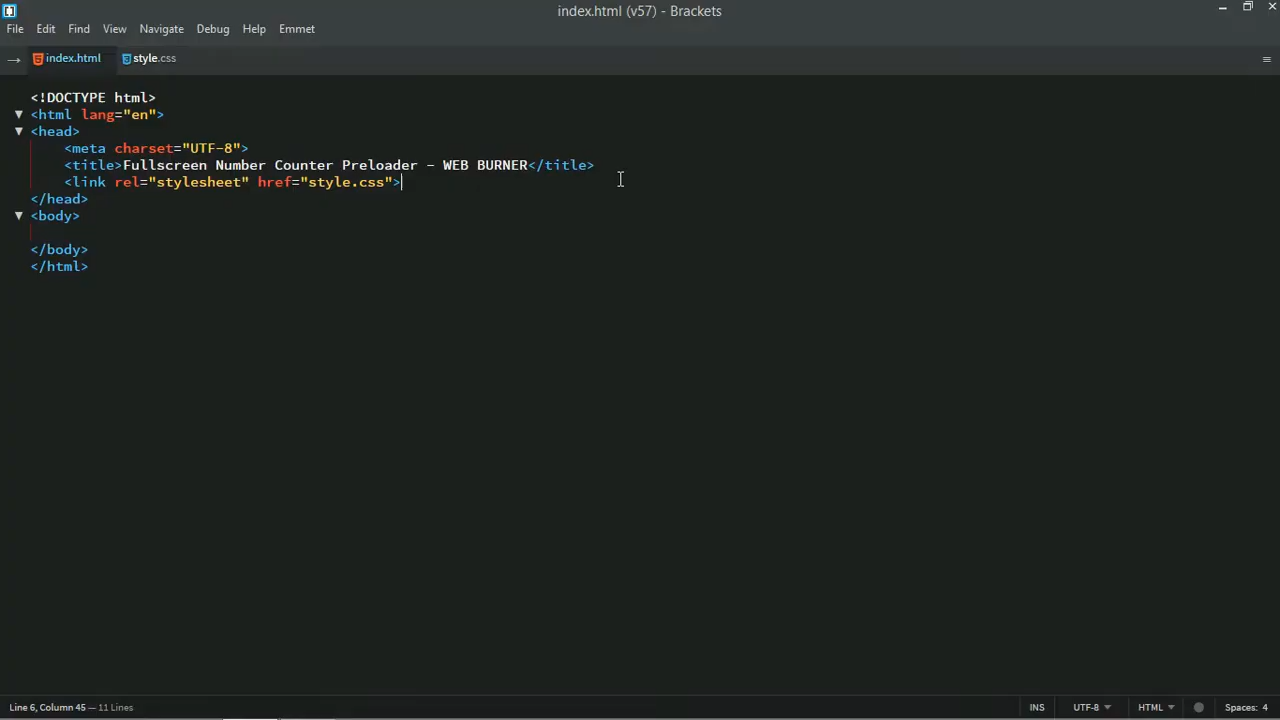 index.html (v57) - Brackets
File Edit Find View Navigate Debug Help Emmet
→ index.html style.css
<!DOCTYPE html>
<html lang="en">
<head>
    <meta charset="UTF-8">
    <title>Fullscreen Number Counter Preloader - WEB BURNER</title>
    <link rel="stylesheet" href="style.css">
</head>
<body>
</body>
</html>
Line 6, Column 45 — 11 Lines INS UTF-8 HTML Spaces: 4